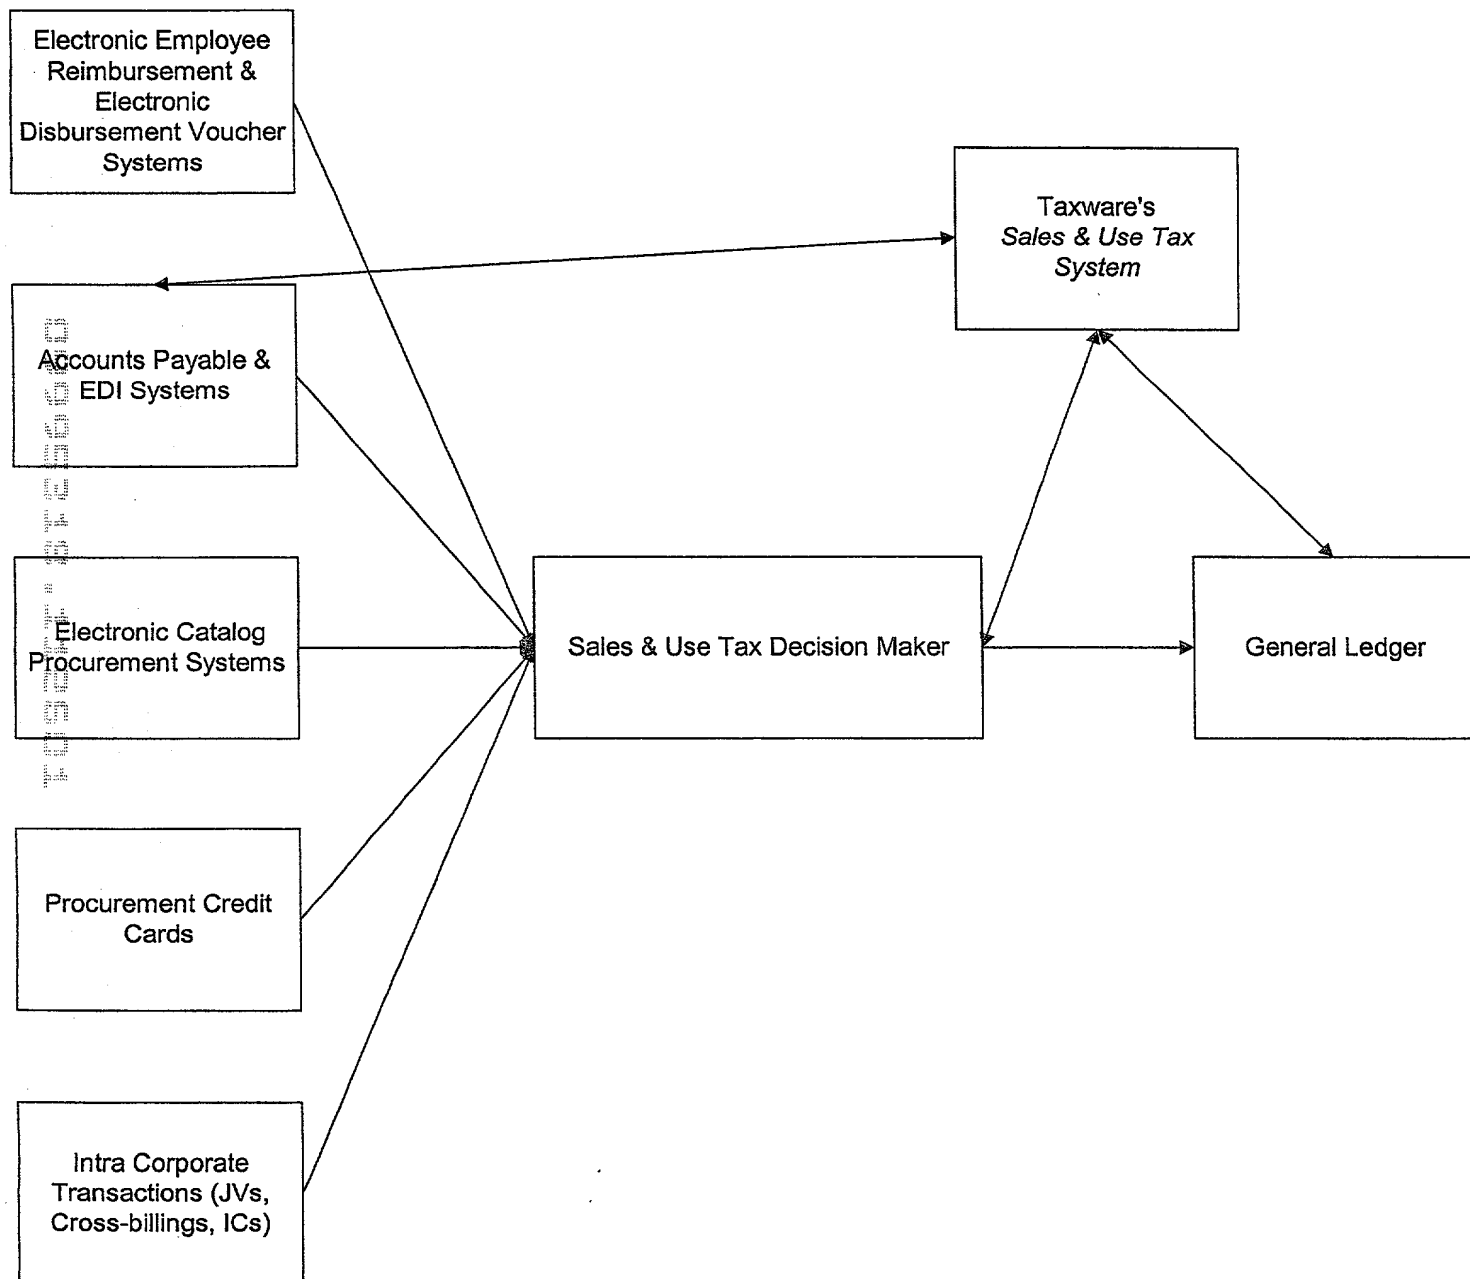 Electronic Employee
Reimbursement &
Electronic
Disbursement Voucher
Systems
Taxware's
Sales & Use Tax
System
Accounts Payable &
EDI Systems
Electronic Catalog
Procurement Systems
Sales & Use Tax Decision Maker
General Ledger
Procurement Credit
Cards
Intra Corporate
Transactions (JVs,
Cross-billings, ICs)